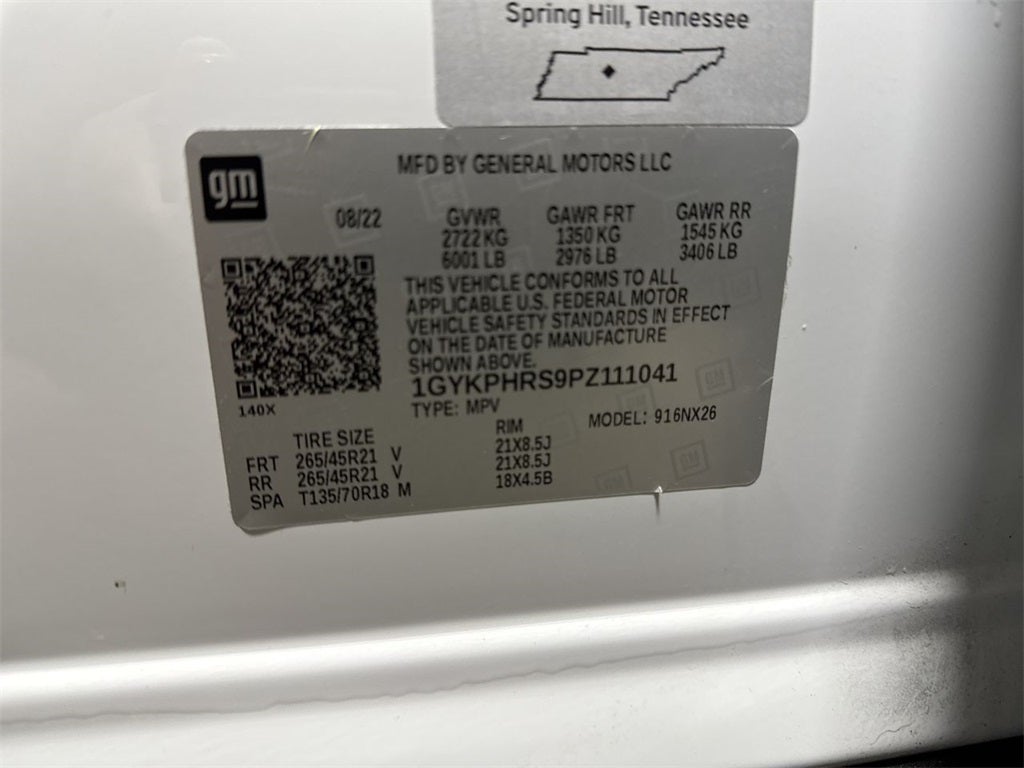 Spring Hill, Tennessee
gm
MFD BY GENERAL MOTORS LLC
08/22 GVWR GAWR FRT GAWR RR
2722 KG 1350 KG 1545 KG
6001 LB 2976 LB 3406 LB
THIS VEHICLE CONFORMS TO ALL
APPLICABLE U.S. FEDERAL MOTOR
VEHICLE SAFETY STANDARDS IN EFFECT
ON THE DATE OF MANUFACTURE
SHOWN ABOVE.
1GYKPHRS9PZ111041
140X
TYPE: MPV MODEL: 916NX26
TIRE SIZE RIM
FRT 265/45R21 V 21X8.5J
RR 265/45R21 V 21X8.5J
SPA T135/70R18 M 18X4.5B